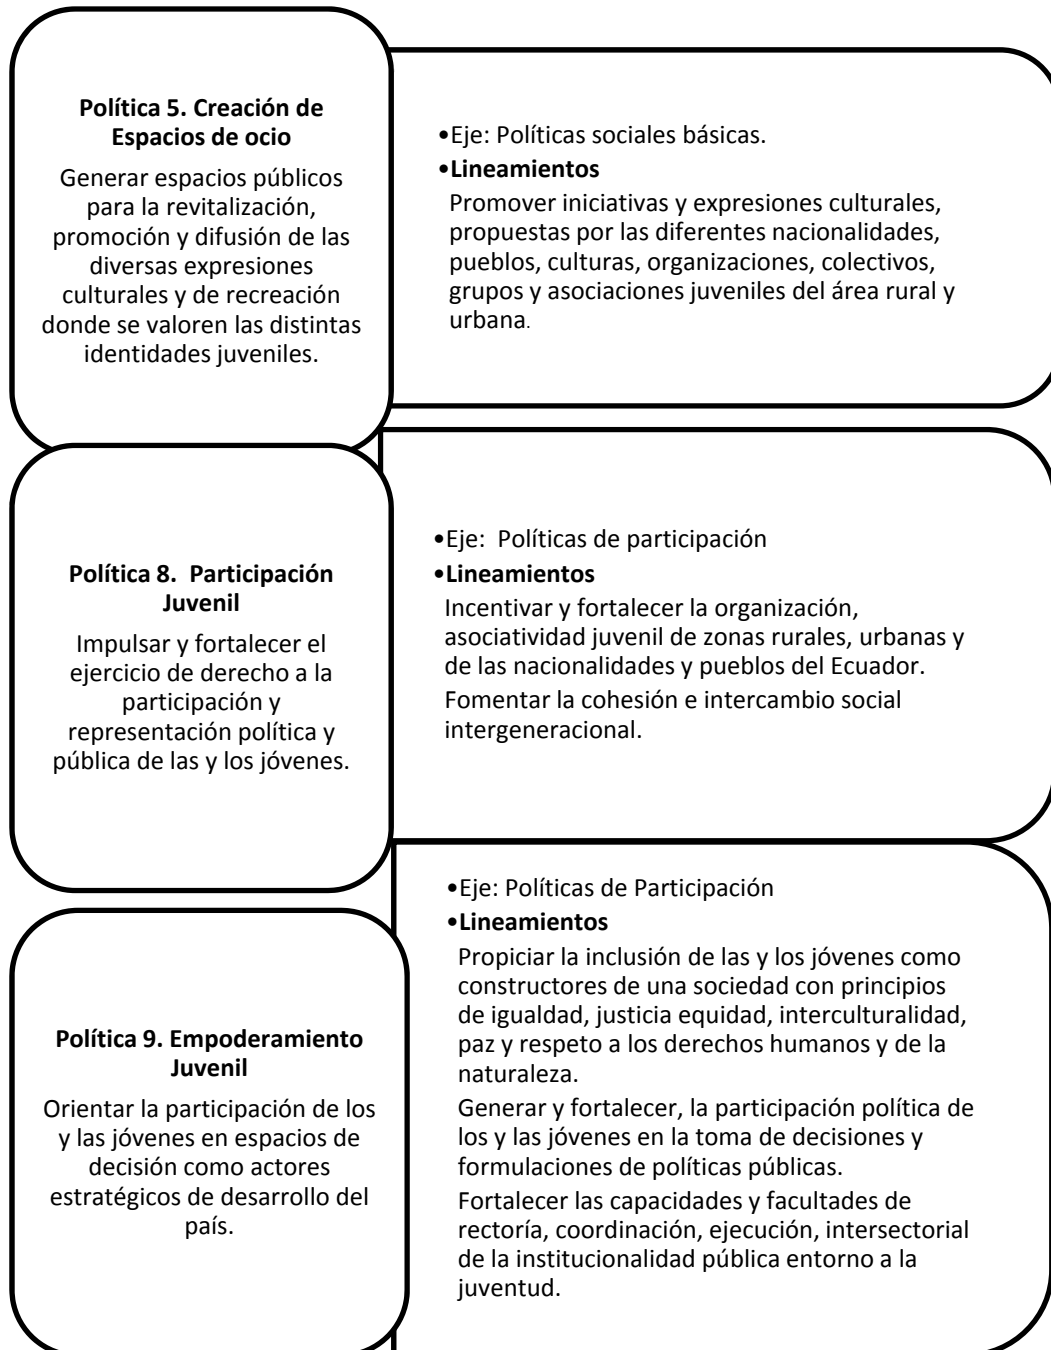 Política 5. Creación de
Espacios de ocio
Generar espacios públicos
para la revitalización,
promoción y difusión de las
diversas expresiones
culturales y de recreación
donde se valoren las distintas
identidades juveniles.
•Eje: Políticas sociales básicas.
•Lineamientos
Promover iniciativas y expresiones culturales,
propuestas por las diferentes nacionalidades,
pueblos, culturas, organizaciones, colectivos,
grupos y asociaciones juveniles del área rural y
urbana.
Política 8.  Participación
Juvenil
Impulsar y fortalecer el
ejercicio de derecho a la
participación y
representación política y
pública de las y los jóvenes.
•Eje:  Políticas de participación
•Lineamientos
Incentivar y fortalecer la organización,
asociatividad juvenil de zonas rurales, urbanas y
de las nacionalidades y pueblos del Ecuador.
Fomentar la cohesión e intercambio social
intergeneracional.
Política 9. Empoderamiento
Juvenil
Orientar la participación de los
y las jóvenes en espacios de
decisión como actores
estratégicos de desarrollo del
país.
•Eje: Políticas de Participación
•Lineamientos
Propiciar la inclusión de las y los jóvenes como
constructores de una sociedad con principios
de igualdad, justicia equidad, interculturalidad,
paz y respeto a los derechos humanos y de la
naturaleza.
Generar y fortalecer, la participación política de
los y las jóvenes en la toma de decisiones y
formulaciones de políticas públicas.
Fortalecer las capacidades y facultades de
rectoría, coordinación, ejecución, intersectorial
de la institucionalidad pública entorno a la
juventud.